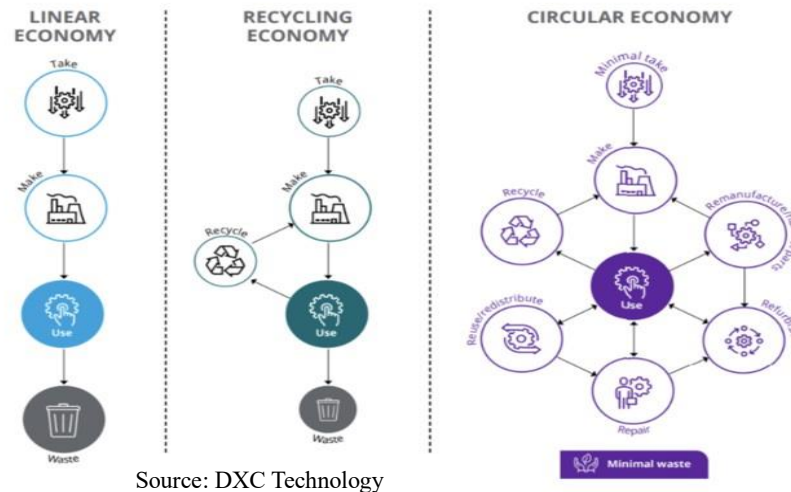 LINEAR
ECONOMY
Take
Make
Use
Waste
RECYCLING
ECONOMY
Take
Make
Recycle
Use
Waste
CIRCULAR ECONOMY
Minimal take
Make
Recycle
parts
Use
Reuse/redistribute
Repair
Minimal waste
Source: DXC Technology